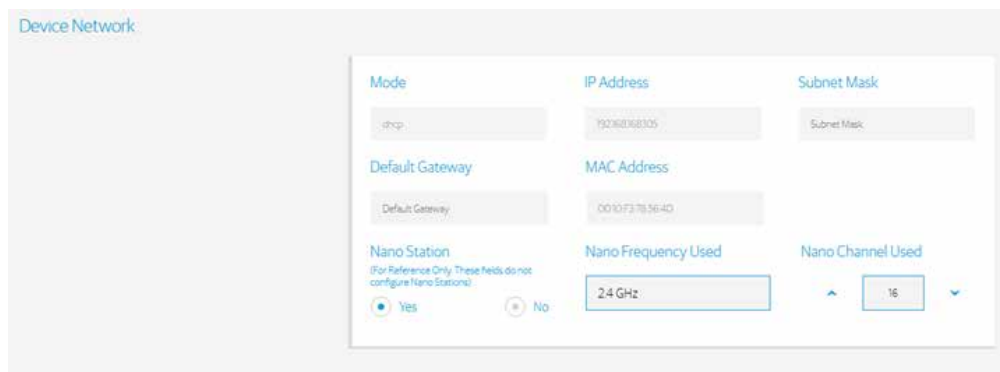 Device Network
Mode
IP Address
Subnet Mask
dhcp
Subnet Mask
Default Gateway
MAC Address
Default Gateway
Nano Station
(For Reference Only. These fields do not
configure Nano Stations)
Nano Frequency Used
Nano Channel Used
Yes
No
2.4 GHz
16